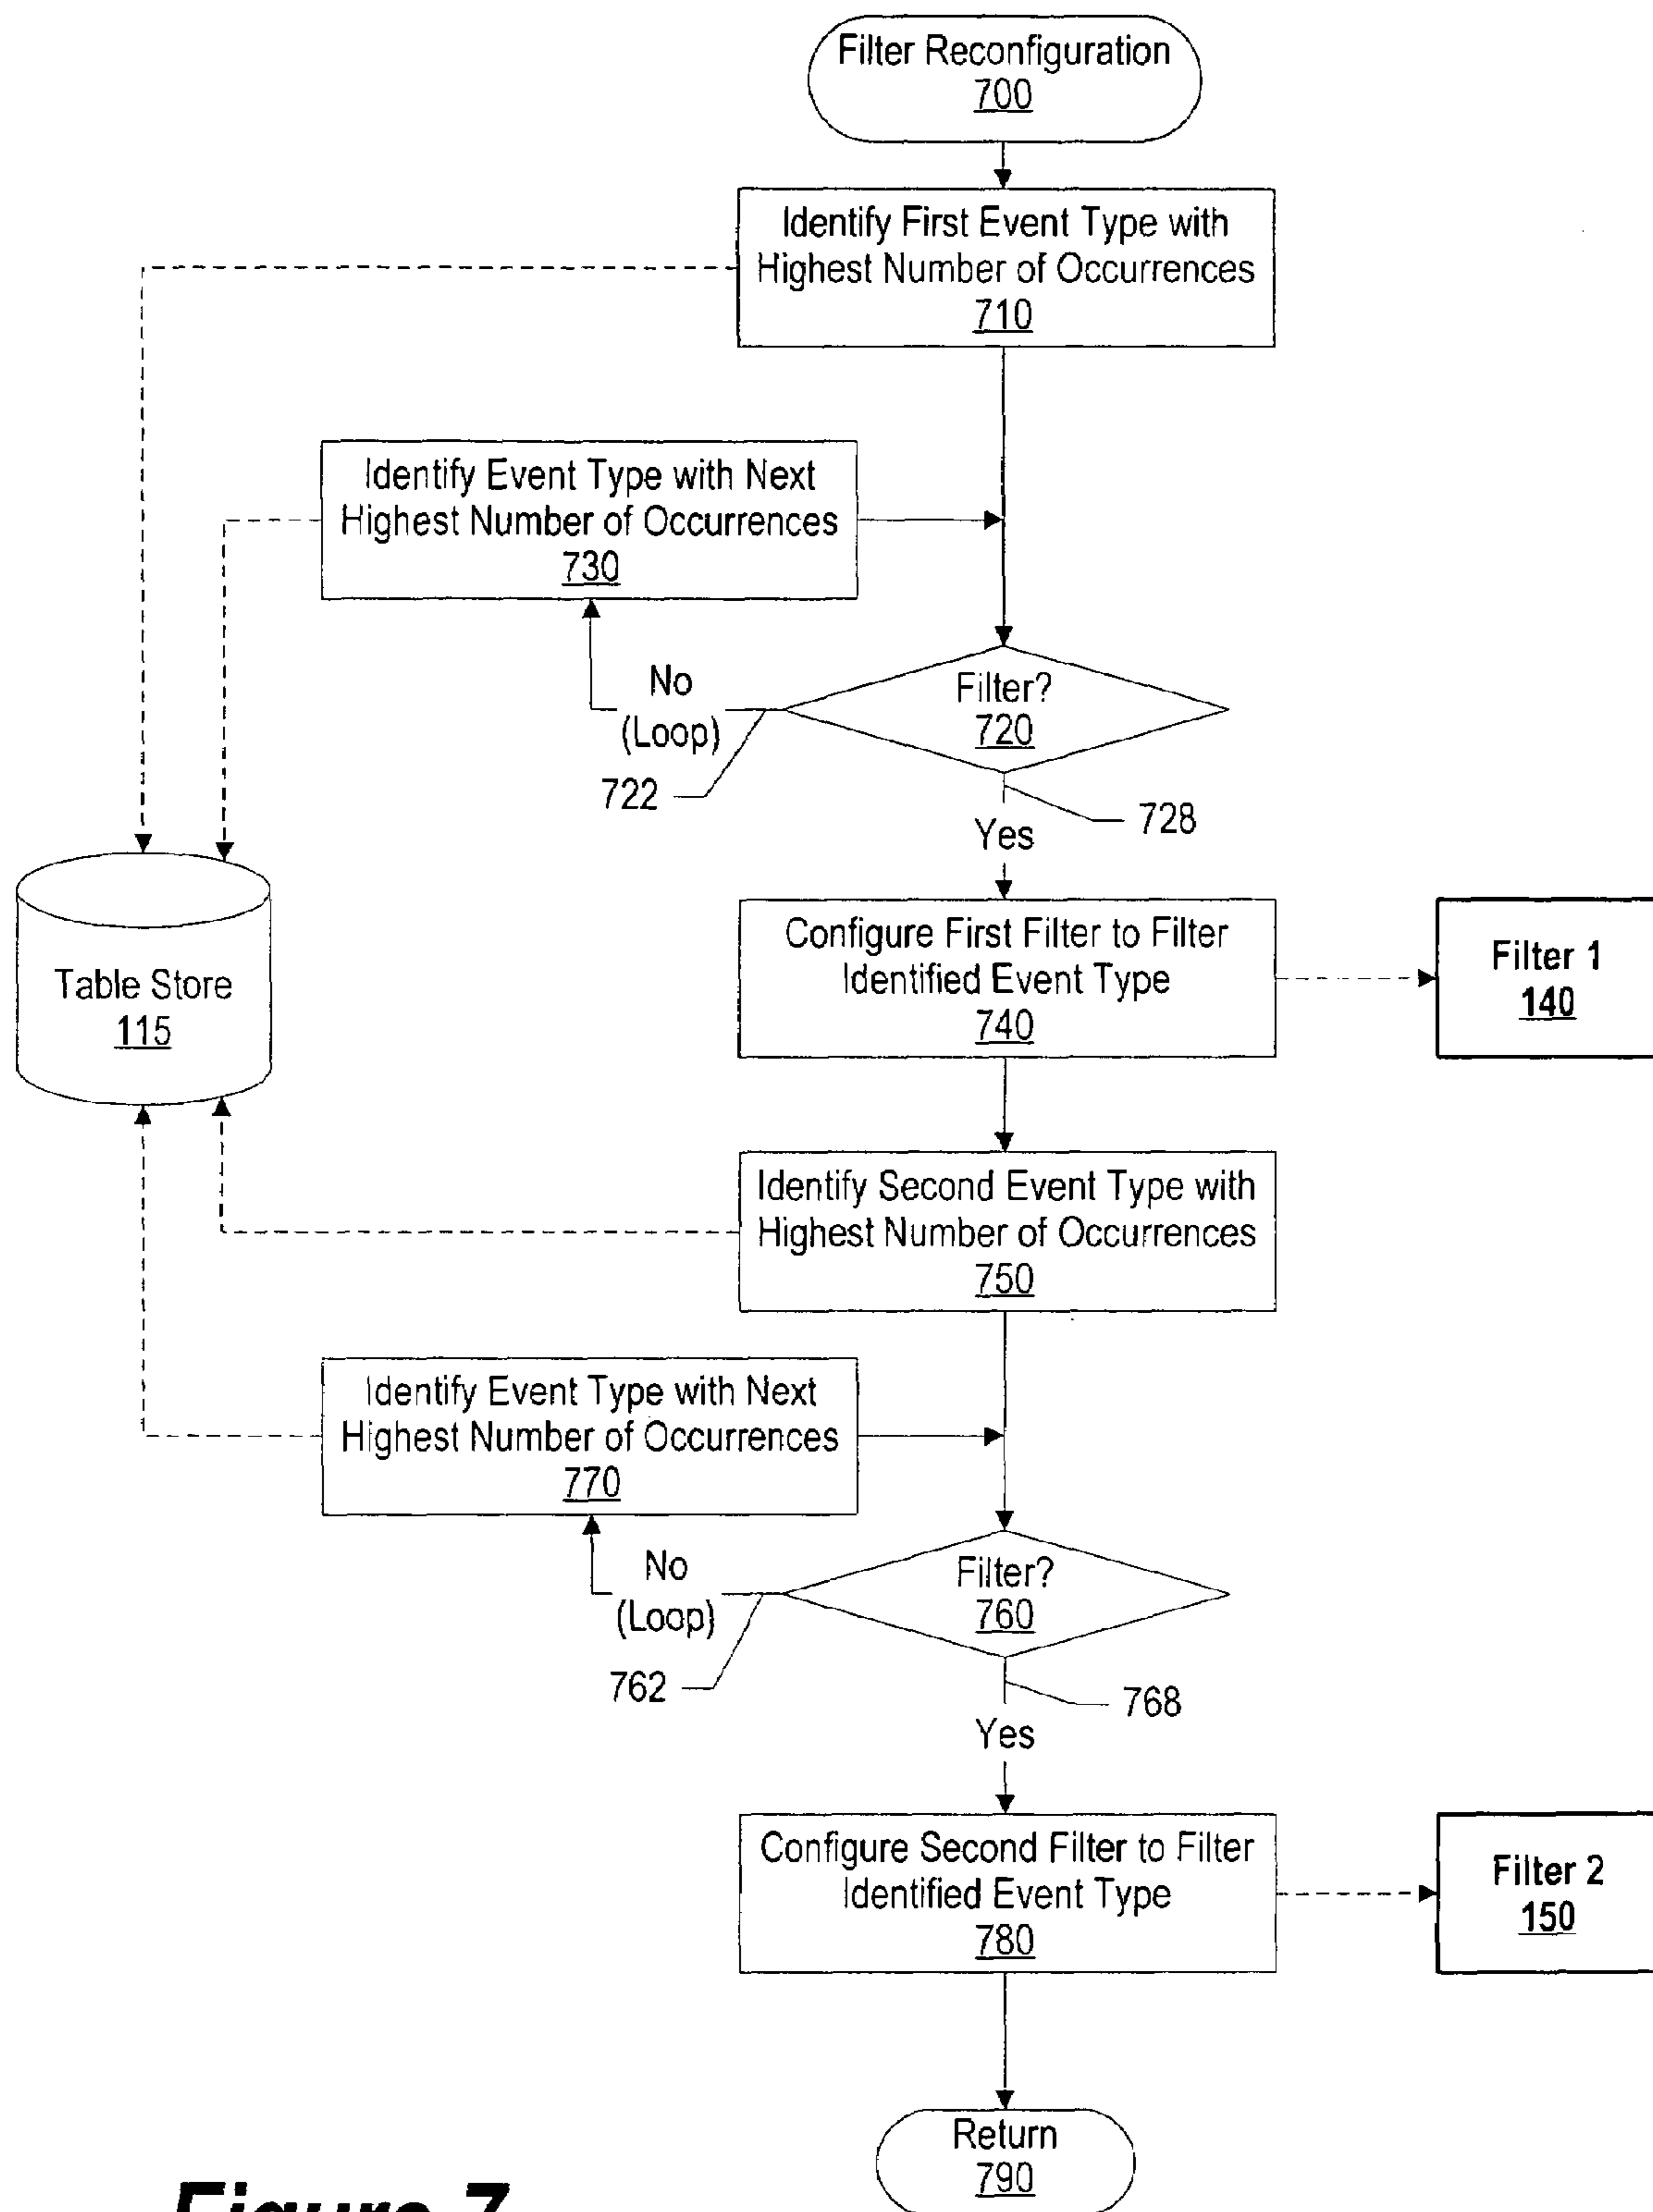 Filter Reconfiguration
700
Identify First Event Type with
Highest Number of Occurrences
710
Identify Event Type with Next
Highest Number of Occurrences
730
No
(Loop)
722
Filter?
720
728
Yes
Table Store
115
Configure First Filter to Filter
Identified Event Type
740
Filter 1
140
Identify Second Event Type with
Highest Number of Occurrences
750
Identify Event Type with Next
Highest Number of Occurrences
770
No
(Loop)
762
Filter?
760
768
Yes
Configure Second Filter to Filter
Identified Event Type
780
Filter 2
150
Return
790
Figure 7